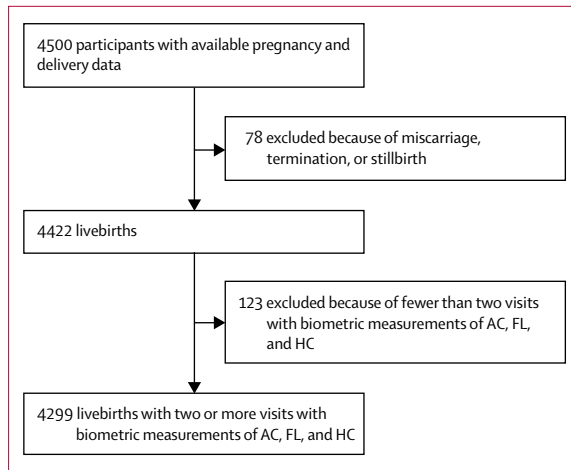 4500 participants with available pregnancy and
delivery data
78 excluded because of miscarriage,
termination, or stillbirth
4422 livebirths
123 excluded because of fewer than two visits
with biometric measurements of AC, FL,
and HC
4299 livebirths with two or more visits with
biometric measurements of AC, FL, and HC